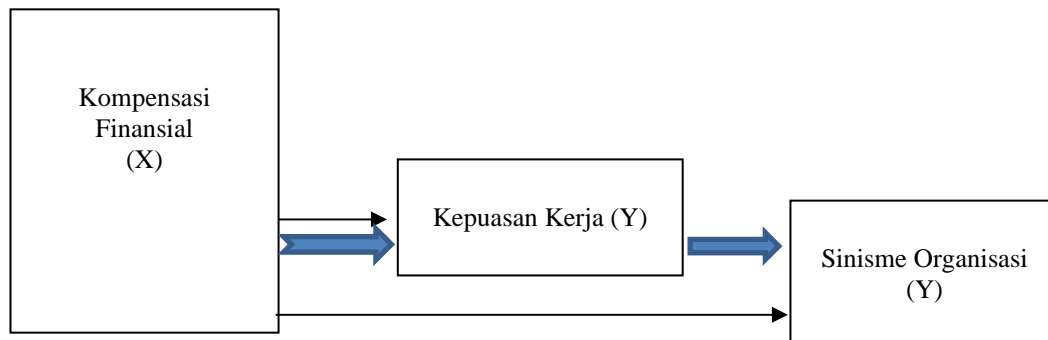 Kompensasi
Finansial
(X)
Kepuasan Kerja (Y)
Sinisme Organisasi
(Y)